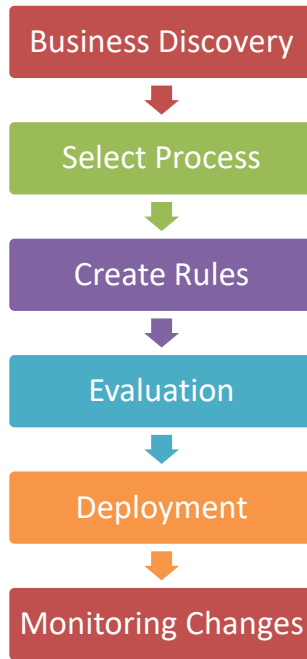 Business Discovery
Select Process
Create Rules
Evaluation
Deployment
Monitoring Changes